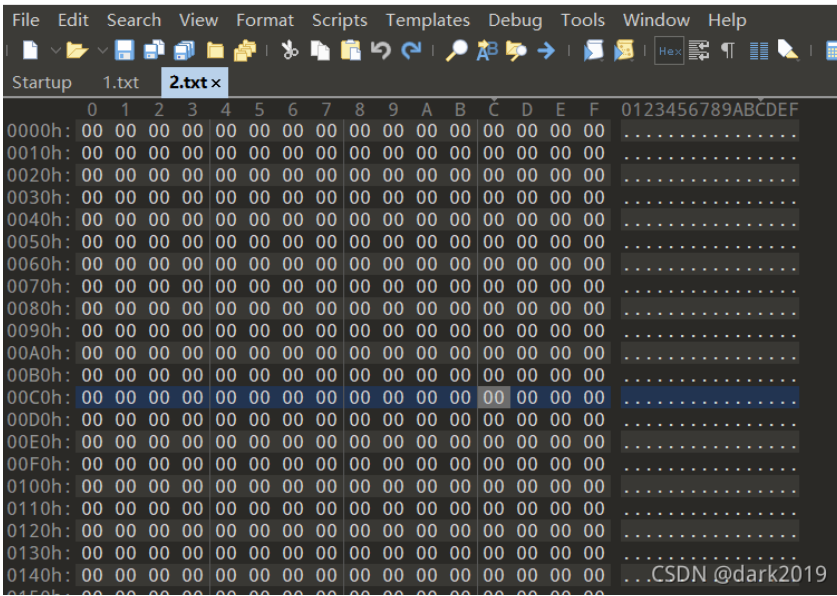 File Edit Search View Format Scripts Templates Debug Tools Window Help
Hex
Startup 1.txt 2.txt ×
0 1 2 3 4 5 6 7 8 9 A B C D E F 0123456789ABCDEF
0000h: 00 00 00 00 00 00 00 00 00 00 00 00 00 00 00 00 ................
0010h: 00 00 00 00 00 00 00 00 00 00 00 00 00 00 00 00 ................
0020h: 00 00 00 00 00 00 00 00 00 00 00 00 00 00 00 00 ................
0030h: 00 00 00 00 00 00 00 00 00 00 00 00 00 00 00 00 ................
0040h: 00 00 00 00 00 00 00 00 00 00 00 00 00 00 00 00 ................
0050h: 00 00 00 00 00 00 00 00 00 00 00 00 00 00 00 00 ................
0060h: 00 00 00 00 00 00 00 00 00 00 00 00 00 00 00 00 ................
0070h: 00 00 00 00 00 00 00 00 00 00 00 00 00 00 00 00 ................
0080h: 00 00 00 00 00 00 00 00 00 00 00 00 00 00 00 00 ................
0090h: 00 00 00 00 00 00 00 00 00 00 00 00 00 00 00 00 ................
00A0h: 00 00 00 00 00 00 00 00 00 00 00 00 00 00 00 00 ................
00B0h: 00 00 00 00 00 00 00 00 00 00 00 00 00 00 00 00 ................
00C0h: 00 00 00 00 00 00 00 00 00 00 00 00 00 00 00 00 ................
00D0h: 00 00 00 00 00 00 00 00 00 00 00 00 00 00 00 00 ................
00E0h: 00 00 00 00 00 00 00 00 00 00 00 00 00 00 00 00 ................
00F0h: 00 00 00 00 00 00 00 00 00 00 00 00 00 00 00 00 ................
0100h: 00 00 00 00 00 00 00 00 00 00 00 00 00 00 00 00 ................
0110h: 00 00 00 00 00 00 00 00 00 00 00 00 00 00 00 00 ................
0120h: 00 00 00 00 00 00 00 00 00 00 00 00 00 00 00 00 ................
0130h: 00 00 00 00 00 00 00 00 00 00 00 00 00 00 00 00 ................
0140h: 00 00 00 00 00 00 00 00 00 00 00 00 00 00 00 00 ...CSDN @dark2019